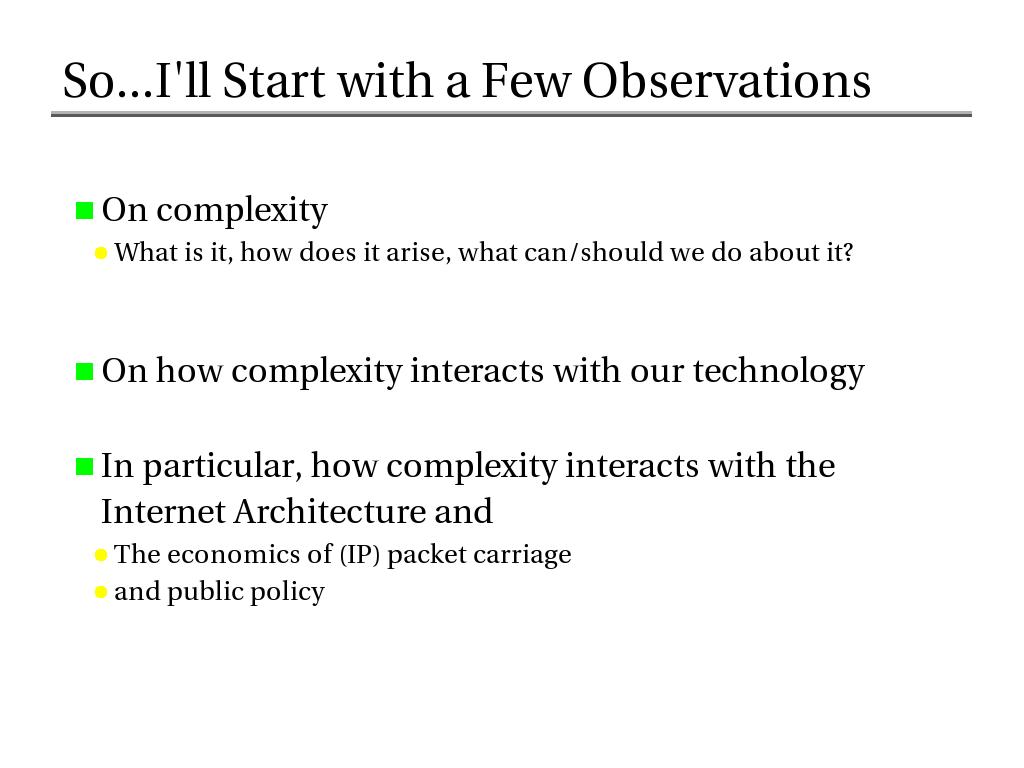 So...I'll Start with a Few Observations
On complexity
What is it, how does it arise, what can/should we do about it?
On how complexity interacts with our technology
In particular, how complexity interacts with the
Internet Architecture and
The economics of (IP) packet carriage
and public policy